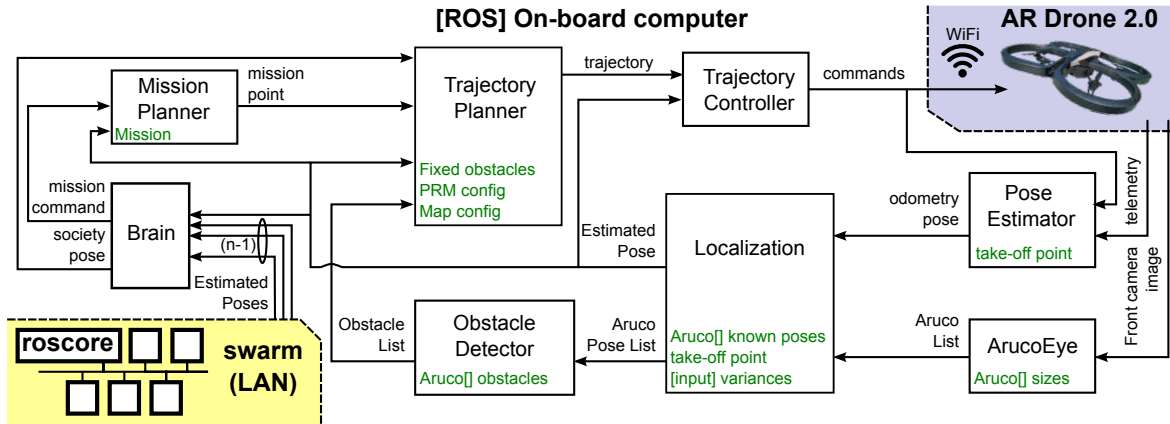 [ROS] On-board computer
AR Drone 2.0
WiFi
Mission
Planner
Mission
mission
point
Trajectory
Planner
Fixed obstacles
PRM config
Map config
trajectory
Trajectory
Controller
commands
mission
command
society
pose
Brain
(n-1)
Estimated
Poses
Estimated
Pose
Localization
Aruco[] known poses
take-off point
[input] variances
odometry
pose
Pose
Estimator
take-off point
telemetry
Front camera
image
roscore
swarm
(LAN)
Obstacle
List
Obstacle
Detector
Aruco[] obstacles
Aruco
Pose List
Aruco
List
ArucoEye
Aruco[] sizes